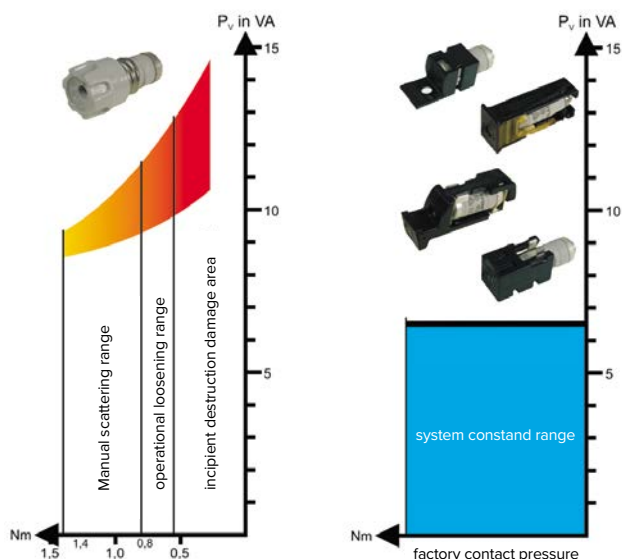 Pᵥ in VA
15
10
5
Manual scattering range
operational loosening range
incipient destruction damage area
Nm
1,5
1,4
1,0
0,8
0,5
Pᵥ in VA
15
10
5
system constand range
Nm
factory contact pressure